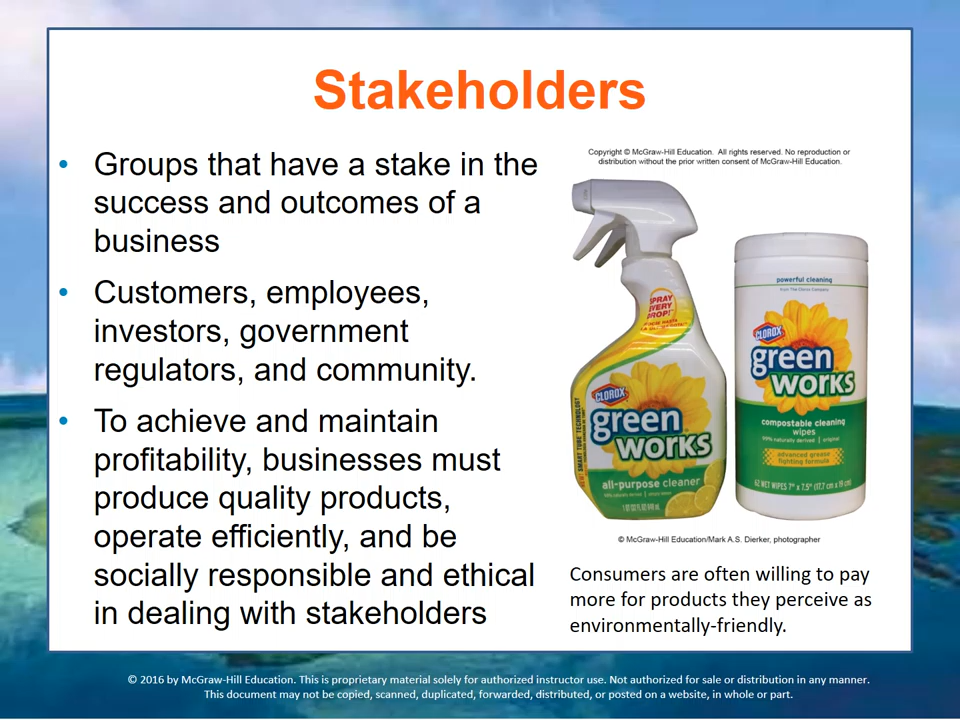 Stakeholders
• Groups that have a stake in the
success and outcomes of a
business
• Customers, employees,
investors, government
regulators, and community.
• To achieve and maintain
profitability, businesses must
produce quality products,
operate efficiently, and be
socially responsible and ethical
in dealing with stakeholders
Copyright © McGraw-Hill Education. All rights reserved. No reproduction or
distribution without the prior written consent of McGraw-Hill Education.
SPRAY
EVERY
DROP!™
SMART TUBE™ TECHNOLOGY
CLOROX
green
works
all-purpose cleaner
powerful cleaning
from The Clorox Company
CLOROX
green
works
compostable cleaning
wipes
99% naturally derived | original
advanced grease
fighting formula
62 WET WIPES 7" x 7.5" (17.7 cm x 19 cm)
© McGraw-Hill Education/Mark A.S. Dierker, photographer
Consumers are often willing to pay
more for products they perceive as
environmentally-friendly.
© 2016 by McGraw-Hill Education. This is proprietary material solely for authorized instructor use. Not authorized for sale or distribution in any manner.
This document may not be copied, scanned, duplicated, forwarded, distributed, or posted on a website, in whole or part.